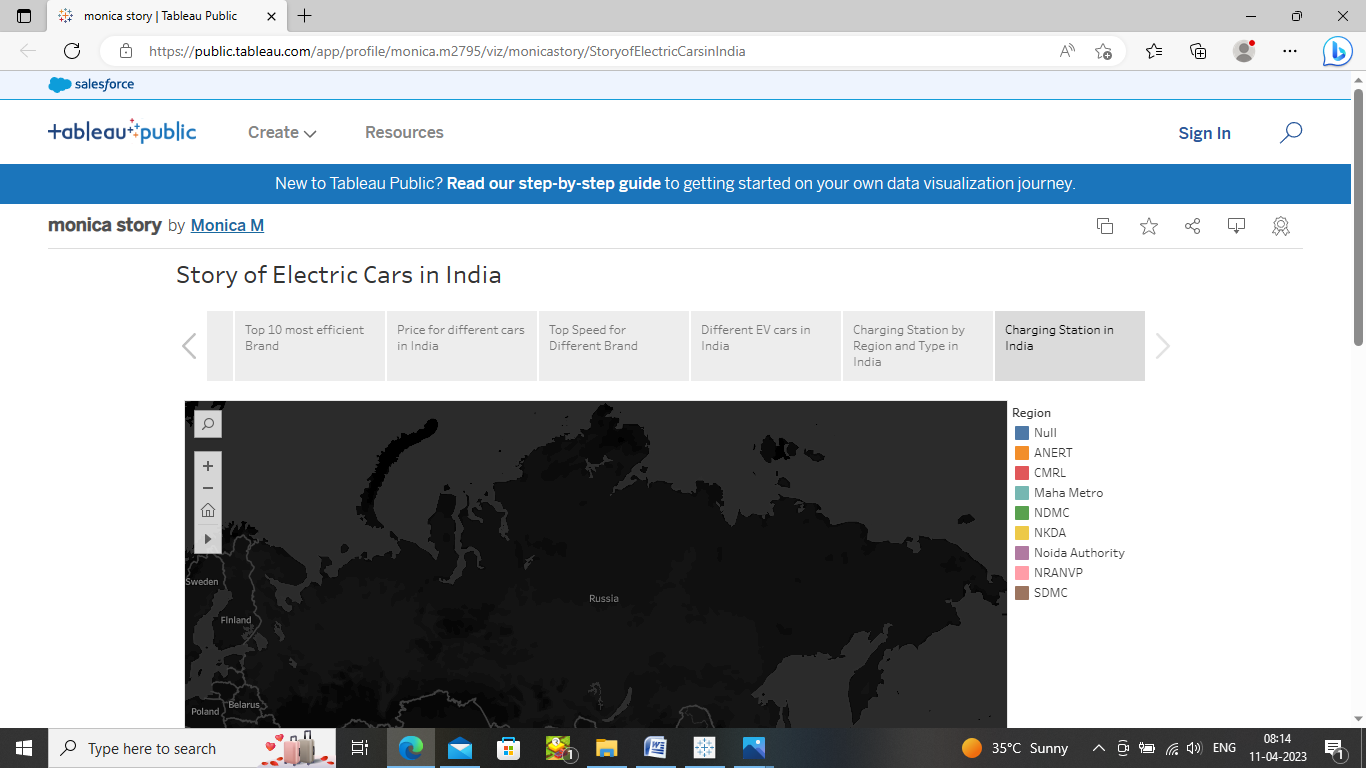 monica story | Tableau Public
https://public.tableau.com/app/profile/monica.m2795/viz/monicastory/StoryofElectricCarsinIndia
salesforce
+ableau+public
Create
Resources
Sign In
New to Tableau Public? Read our step-by-step guide to getting started on your own data visualization journey.
monica story by Monica M
Story of Electric Cars in India
Top 10 most efficient
Brand
Price for different cars
in India
Top Speed for
Different Brand
Different EV cars in
India
Charging Station by
Region and Type in
India
Charging Station in
India
Sweden
Finland
Russia
Poland
Belarus
Region
Null
ANERT
CMRL
Maha Metro
NDMC
NKDA
Noida Authority
NRANVP
SDMC
Type here to search
1
35°C Sunny
ENG
08:14
11-04-2023
1